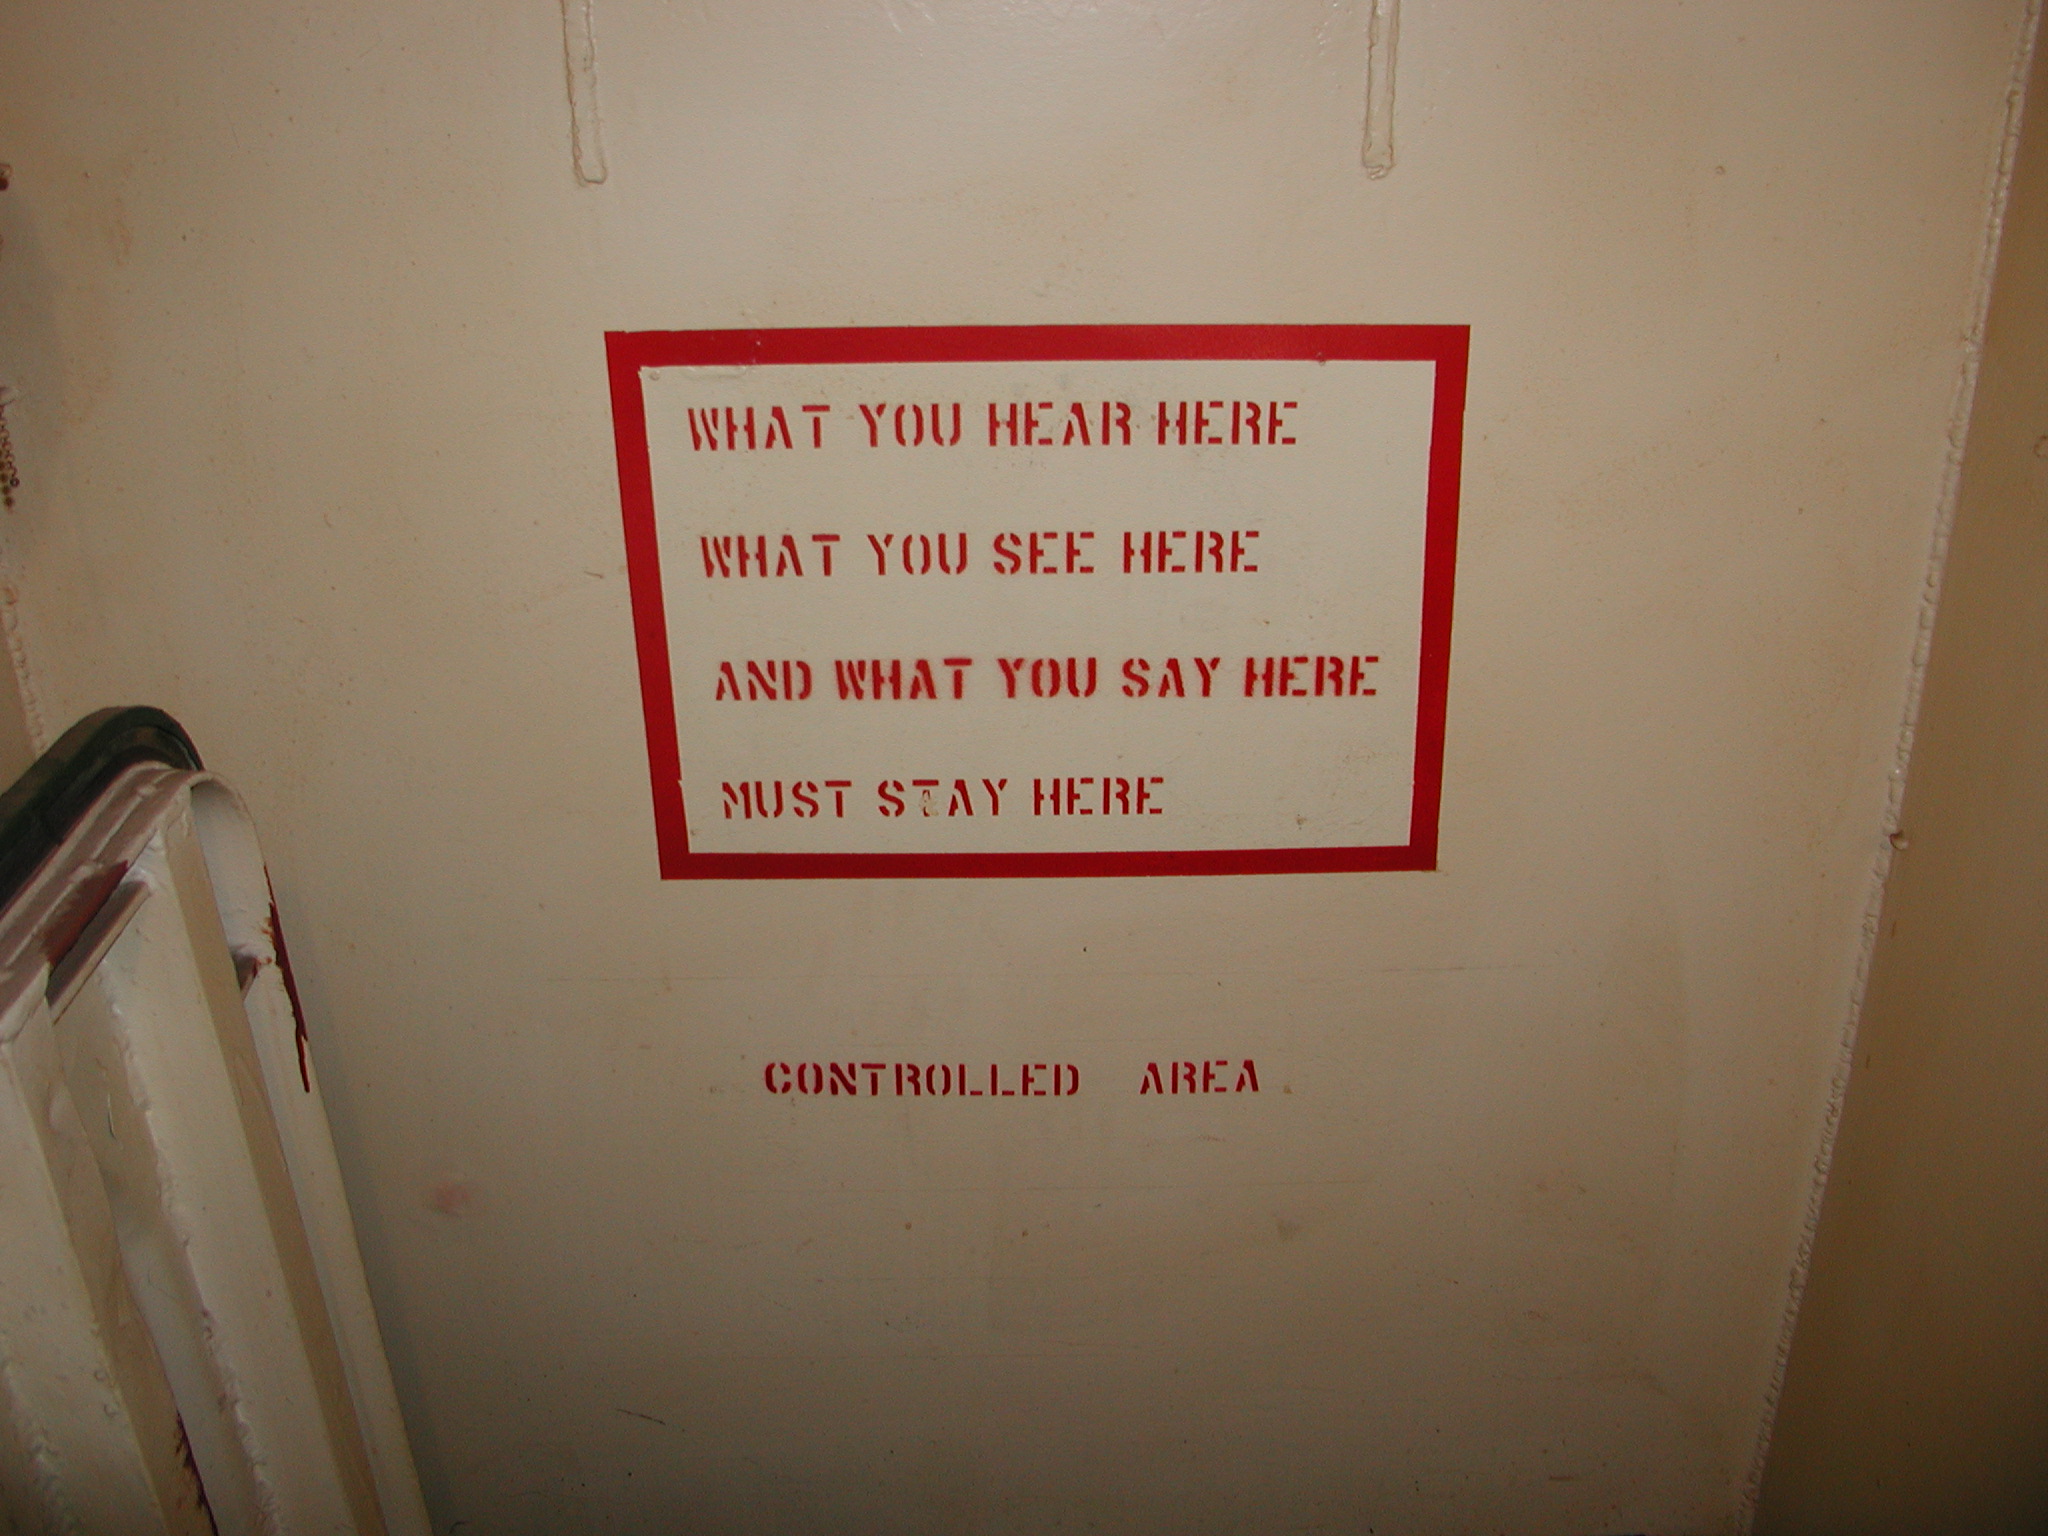 WHAT YOU HEAR HERE
WHAT YOU SEE HERE
AND WHAT YOU SAY HERE
MUST STAY HERE
CONTROLLED AREA